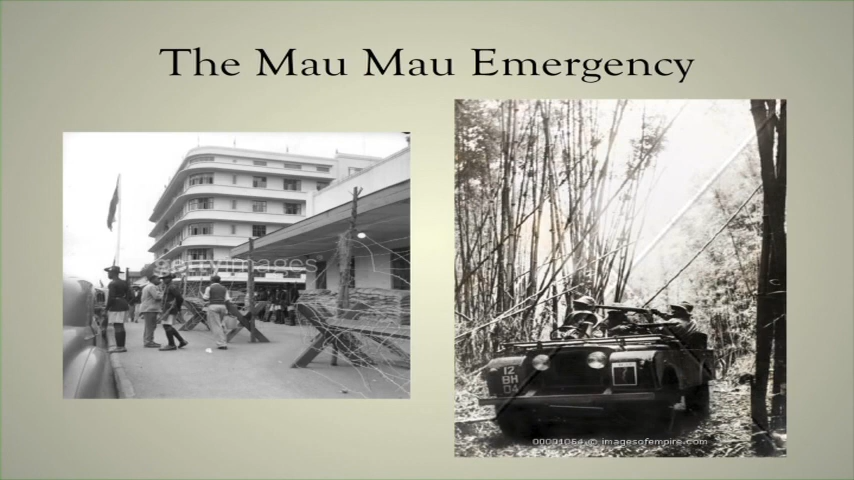 The Mau Mau Emergency
gettyimages
12
BH
04
00001054 © imagesofempire.com